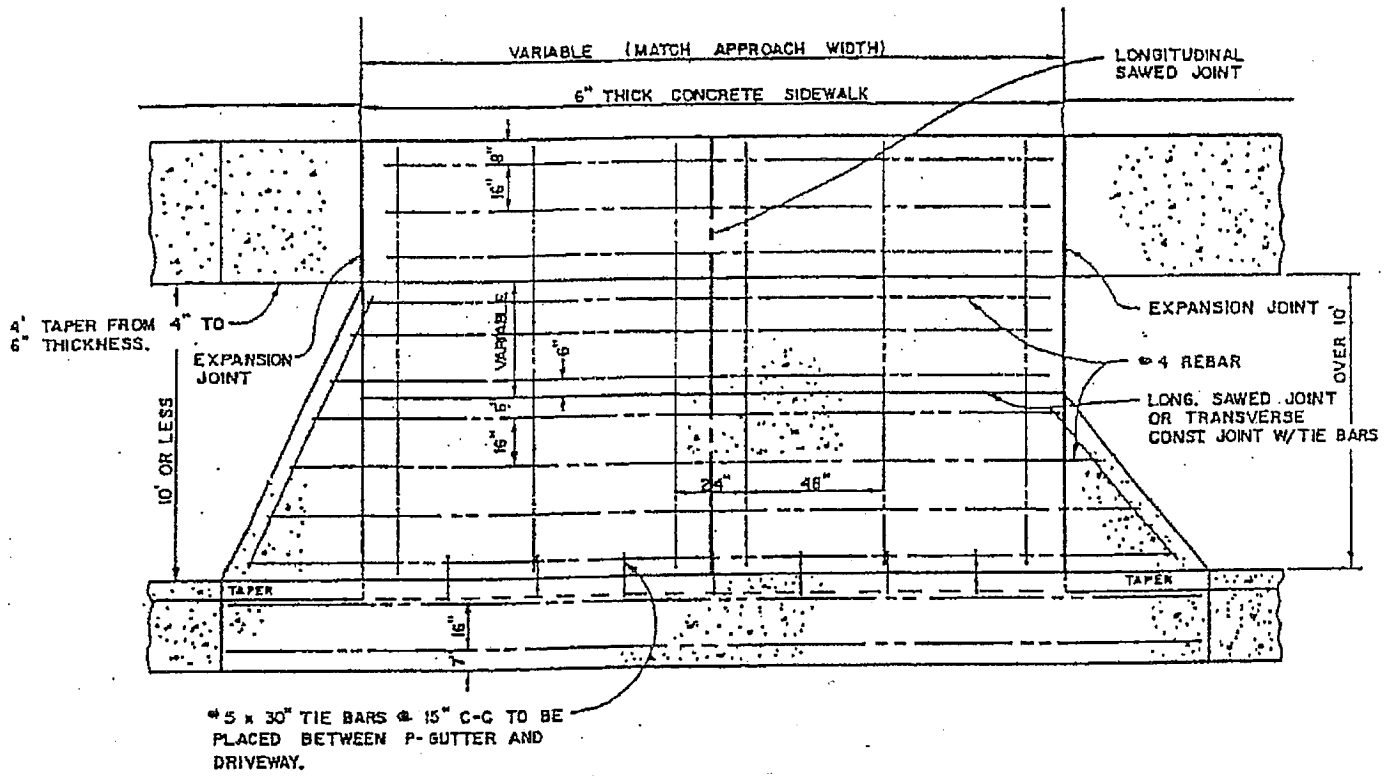 VARIABLE (MATCH APPROACH WIDTH)
LONGITUDINAL
SAWED JOINT
6" THICK CONCRETE SIDEWALK
8"
16"
4' TAPER FROM 4" TO
6" THICKNESS.
EXPANSION
JOINT
VARIABLE
6"
EXPANSION JOINT
OVER 10'
#4 REBAR
LONG. SAWED JOINT
OR TRANSVERSE
CONST JOINT W/TIE BARS
16"
10' OR LESS
24"
48"
TAPER
TAPER
16"
7"
#5 x 30" TIE BARS @ 15" C-C TO BE
PLACED BETWEEN P-GUTTER AND
DRIVEWAY.